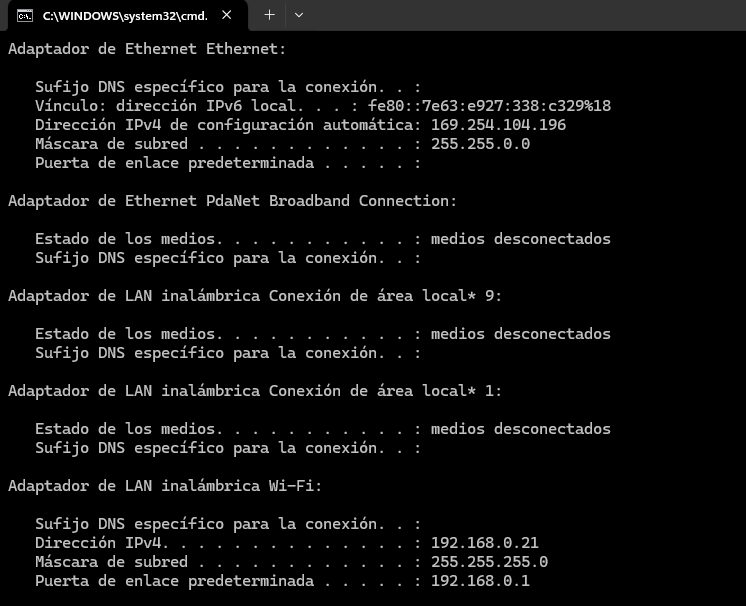 C:\WINDOWS\system32\cmd.
Adaptador de Ethernet Ethernet:
Sufijo DNS específico para la conexión. . :
Vínculo: dirección IPv6 local. . . : fe80::7e63:e927:338:c329%18
Dirección IPv4 de configuración automática: 169.254.104.196
Máscara de subred . . . . . . . . . . . . : 255.255.0.0
Puerta de enlace predeterminada . . . . . :
Adaptador de Ethernet PdaNet Broadband Connection:
Estado de los medios. . . . . . . . . . . : medios desconectados
Sufijo DNS específico para la conexión. . :
Adaptador de LAN inalámbrica Conexión de área local* 9:
Estado de los medios. . . . . . . . . . . : medios desconectados
Sufijo DNS específico para la conexión. . :
Adaptador de LAN inalámbrica Conexión de área local* 1:
Estado de los medios. . . . . . . . . . . : medios desconectados
Sufijo DNS específico para la conexión. . :
Adaptador de LAN inalámbrica Wi-Fi:
Sufijo DNS específico para la conexión. . :
Dirección IPv4. . . . . . . . . . . . . . : 192.168.0.21
Máscara de subred . . . . . . . . . . . . : 255.255.255.0
Puerta de enlace predeterminada . . . . . : 192.168.0.1